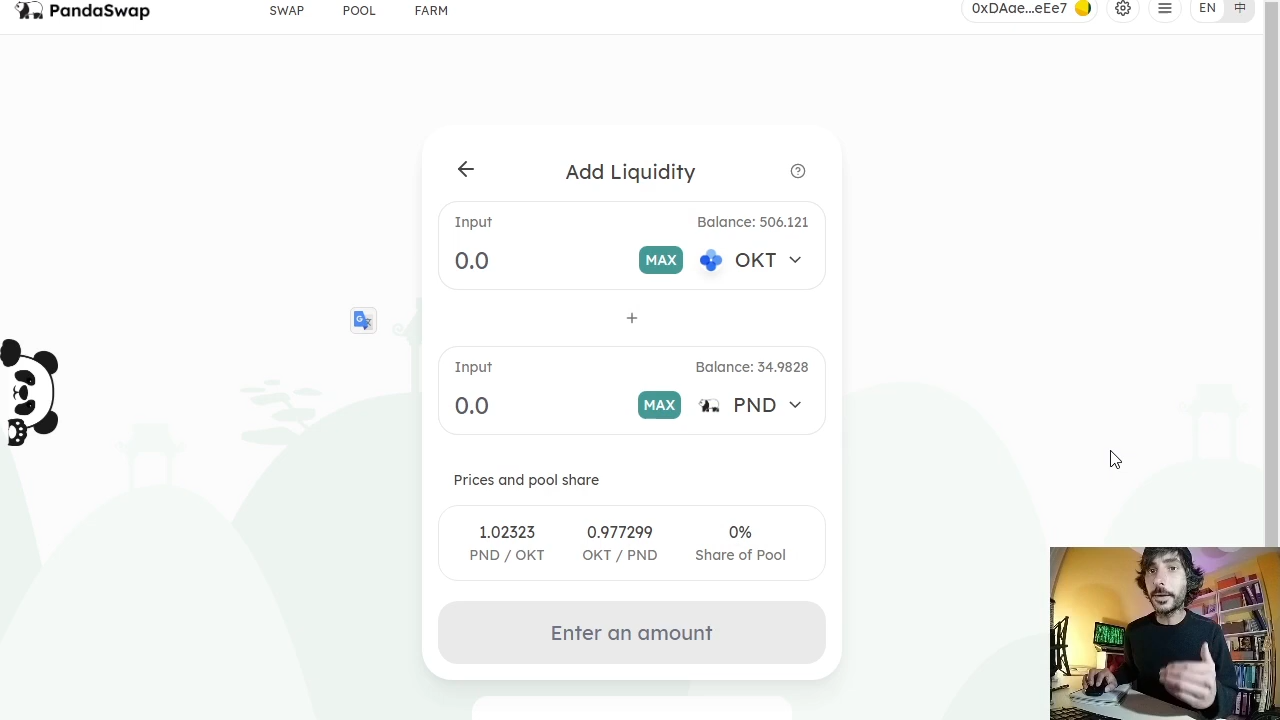 PandaSwap
SWAP
POOL
FARM
0xDAae...eEe7
EN
中
Add Liquidity
Input
Balance: 506.121
0.0
MAX
OKT
+
Input
Balance: 34.9828
0.0
MAX
PND
Prices and pool share
1.02323
0.977299
0%
PND / OKT
OKT / PND
Share of Pool
Enter an amount